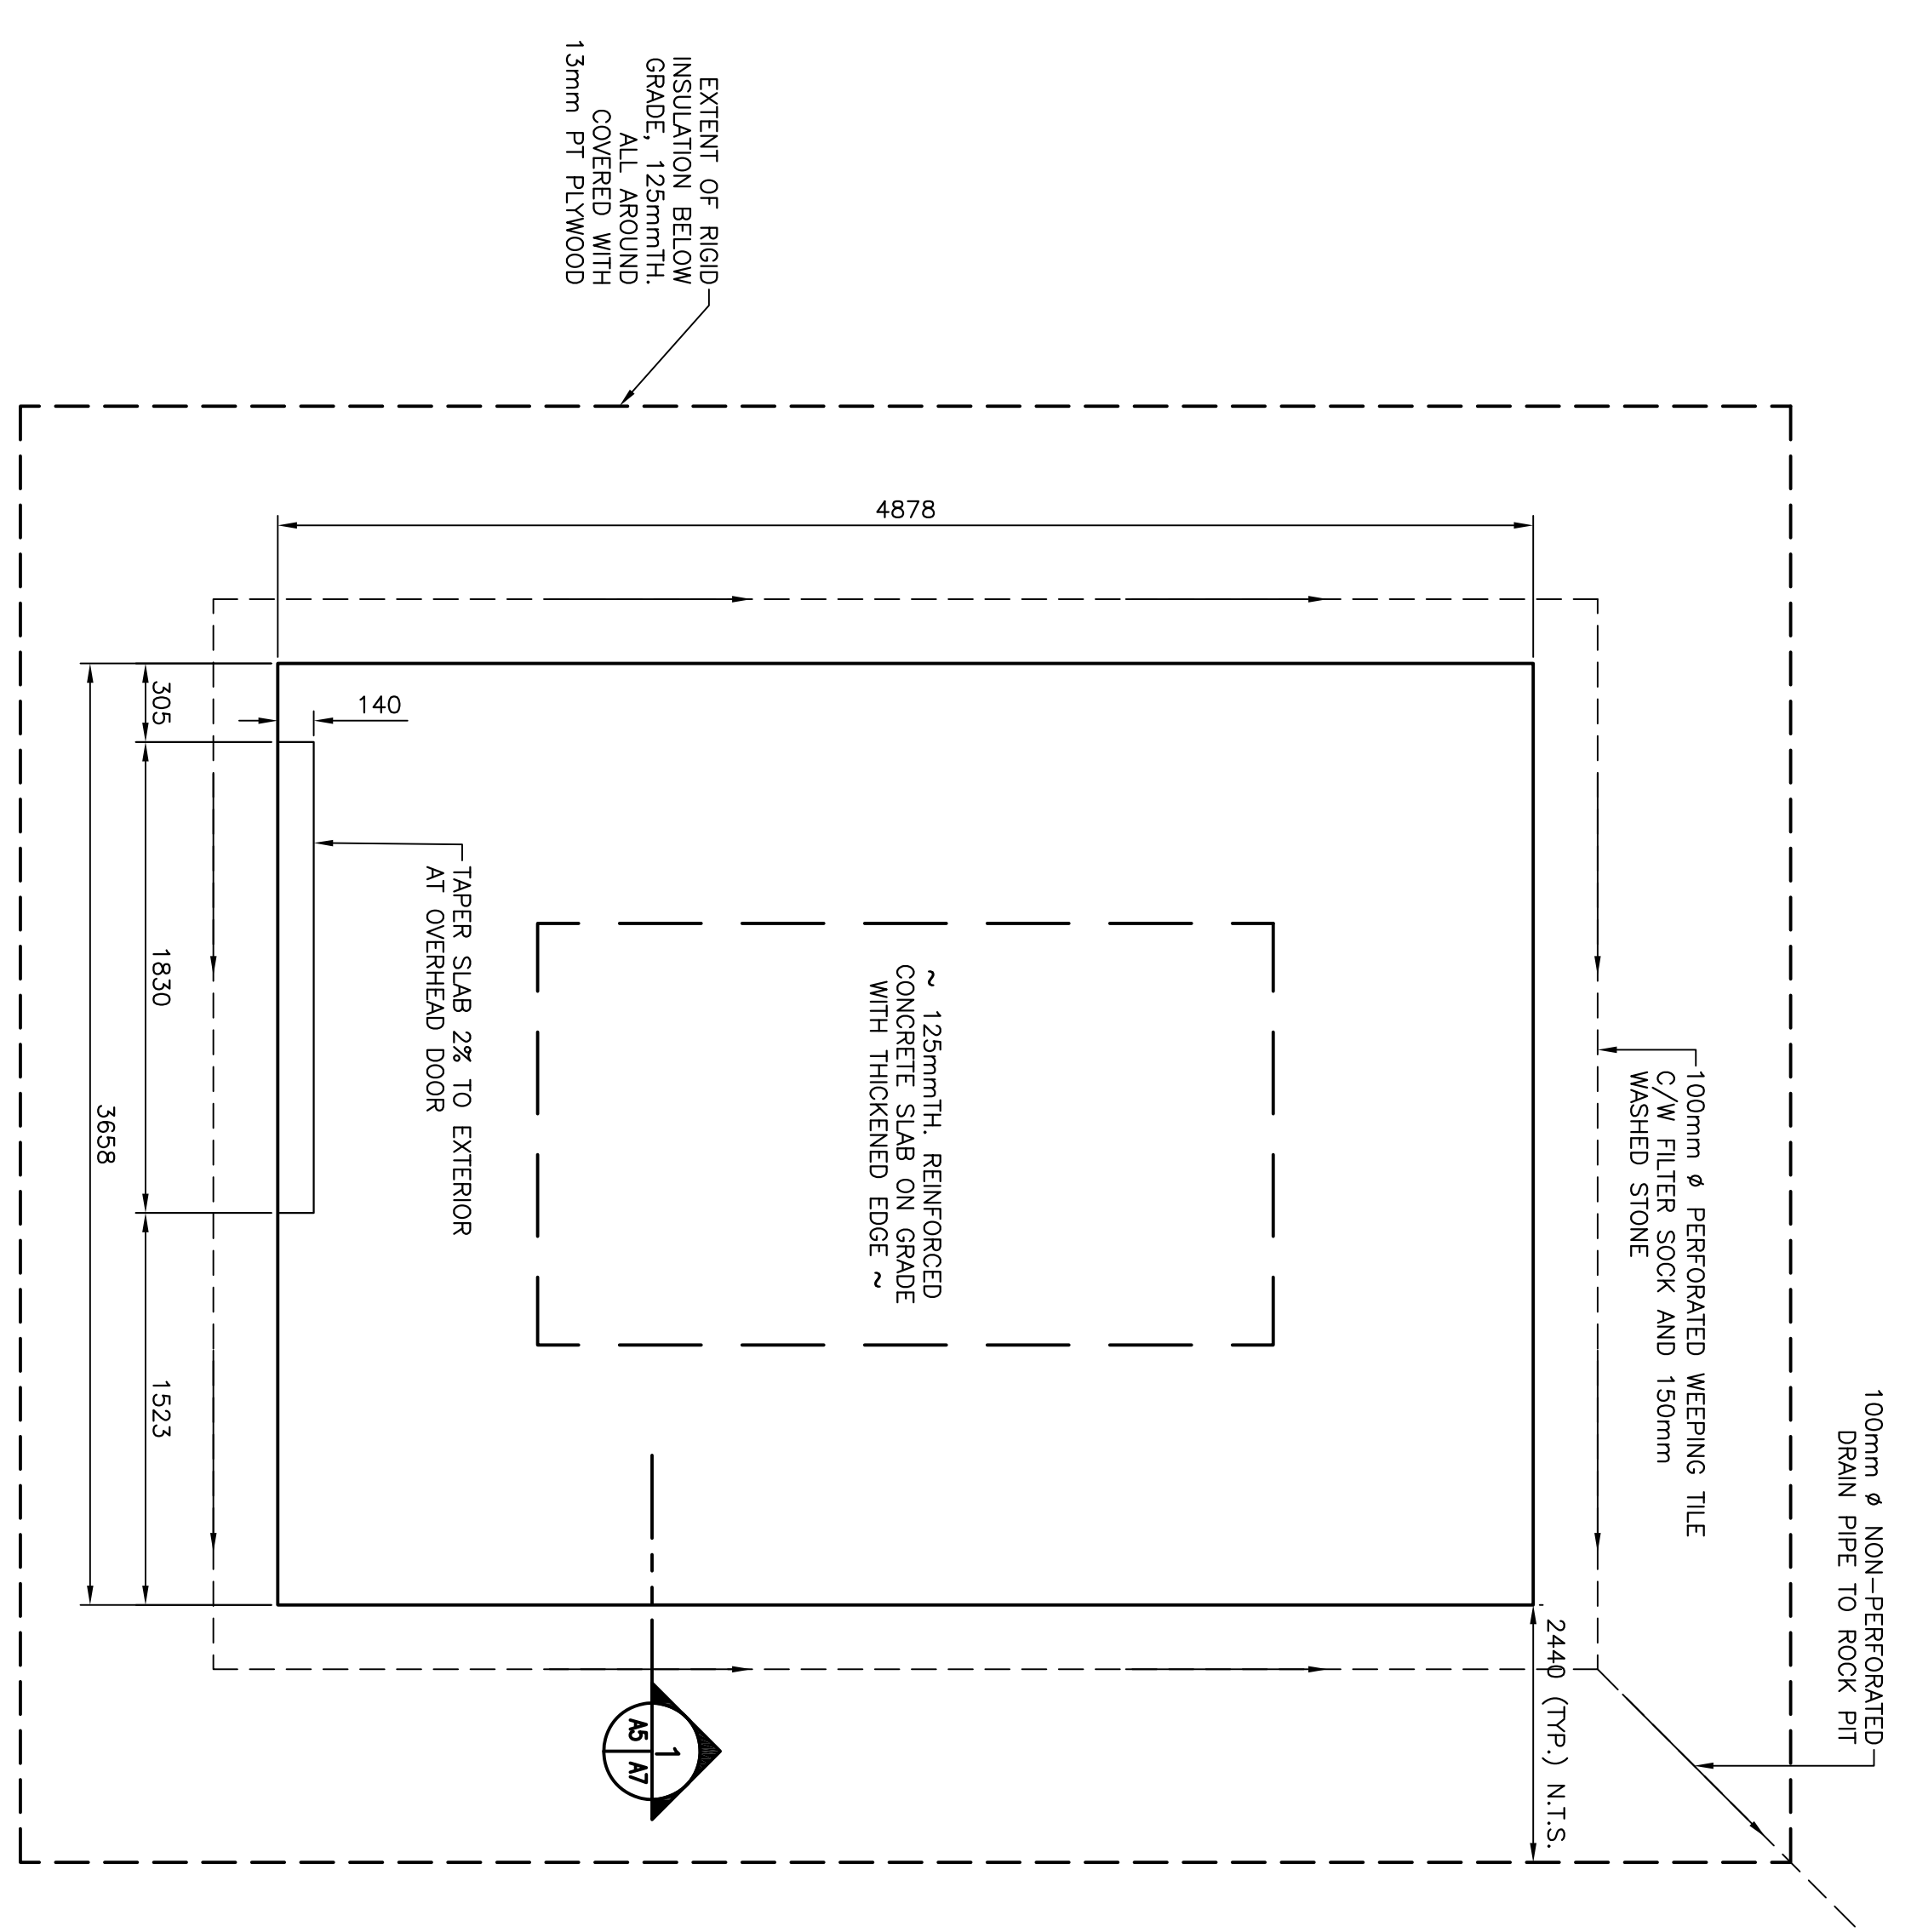 EXTENT OF RIGID
INSULATION BELOW
GRADE, 125mmTH.
ALL AROUND
COVERED WITH
13mm PT PLYWOOD
100mm Ø NON-PERFORATED
DRAIN PIPE TO ROCK PIT
100mm Ø PERFORATED WEEPING TILE
C/W FILTER SOCK AND 150mm
WASHED STONE
2440 (TYP.) N.T.S.
4878
~ 125mmTH. REINFORCED
CONCRETE SLAB ON GRADE
WITH THICKENED EDGE ~
1
A5 A7
TAPER SLAB 2% TO EXTERIOR
AT OVERHEAD DOOR
140
305
1830
1523
3658